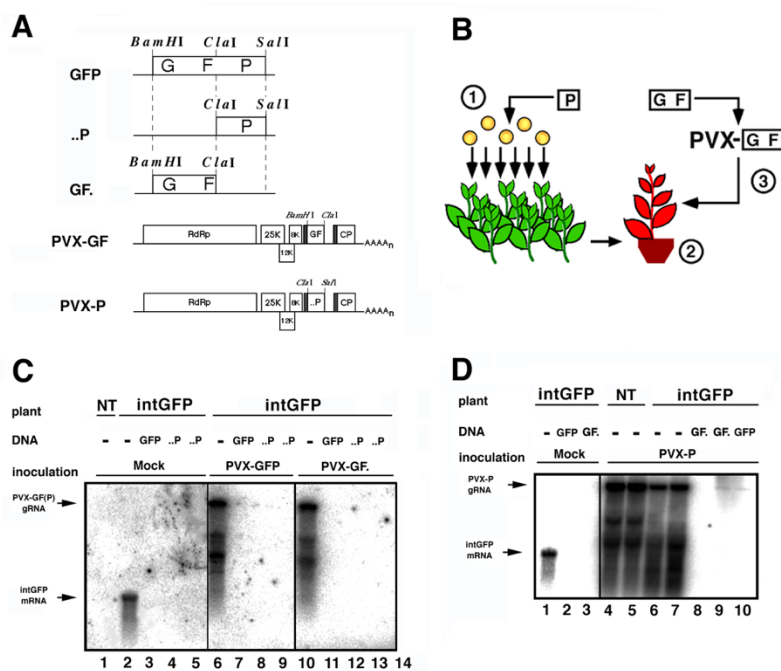 A
BamHI ClaI SalI
GFP G F P
ClaI SalI
..P P
BamHI ClaI
GF. G F
BamHI ClaI
PVX-GF RdRp 25K 12K 8K GF CP AAAAn
ClaI SalI
PVX-P RdRp 25K 12K 8K ..P CP AAAAn
B
1 P G F
PVX- G F
3
2
C
plant NT intGFP intGFP
DNA - - GFP ..P ..P - GFP ..P ..P - GFP ..P ..P
inoculation Mock PVX-GFP PVX-GF.
PVX-GF(P)
gRNA
intGFP
mRNA
1 2 3 4 5 6 7 8 9 10 11 12 13 14
D
plant intGFP NT intGFP
DNA - GFP GF. - - - - GF. GF. GFP
inoculation Mock PVX-P
PVX-P
gRNA
intGFP
mRNA
1 2 3 4 5 6 7 8 9 10